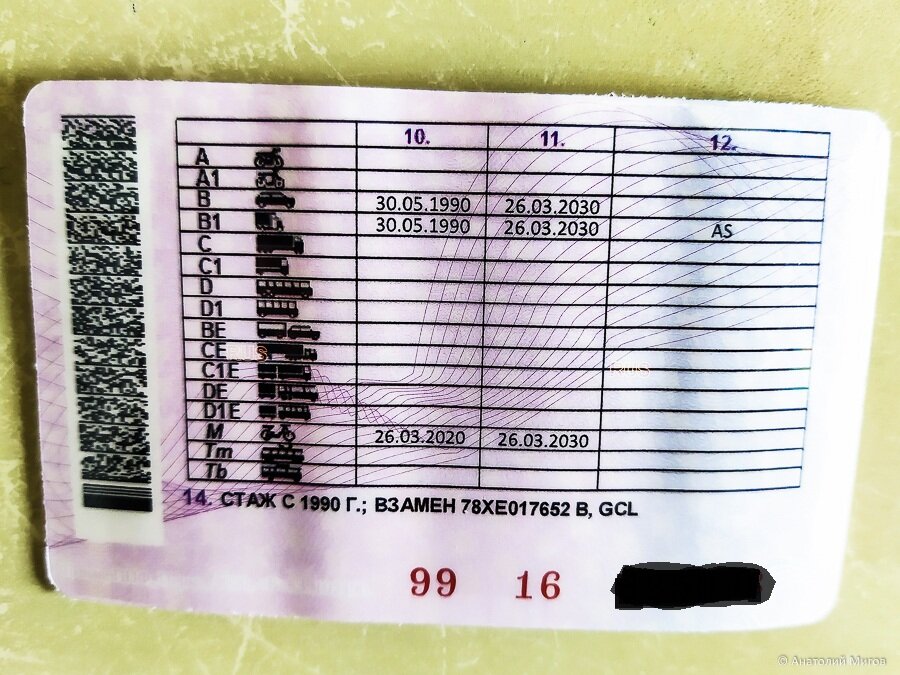 10. 11. 12.
A
A1
B 30.05.1990 26.03.2030
B1 30.05.1990 26.03.2030 AS
C
C1
D
D1
BE
CE
C1E
DE
D1E
M 26.03.2020 26.03.2030
Tm
Tb
14. СТАЖ С 1990 Г.; ВЗАМЕН 78ХЕ017652 В, GCL
99 16
© Анатолий Мигов